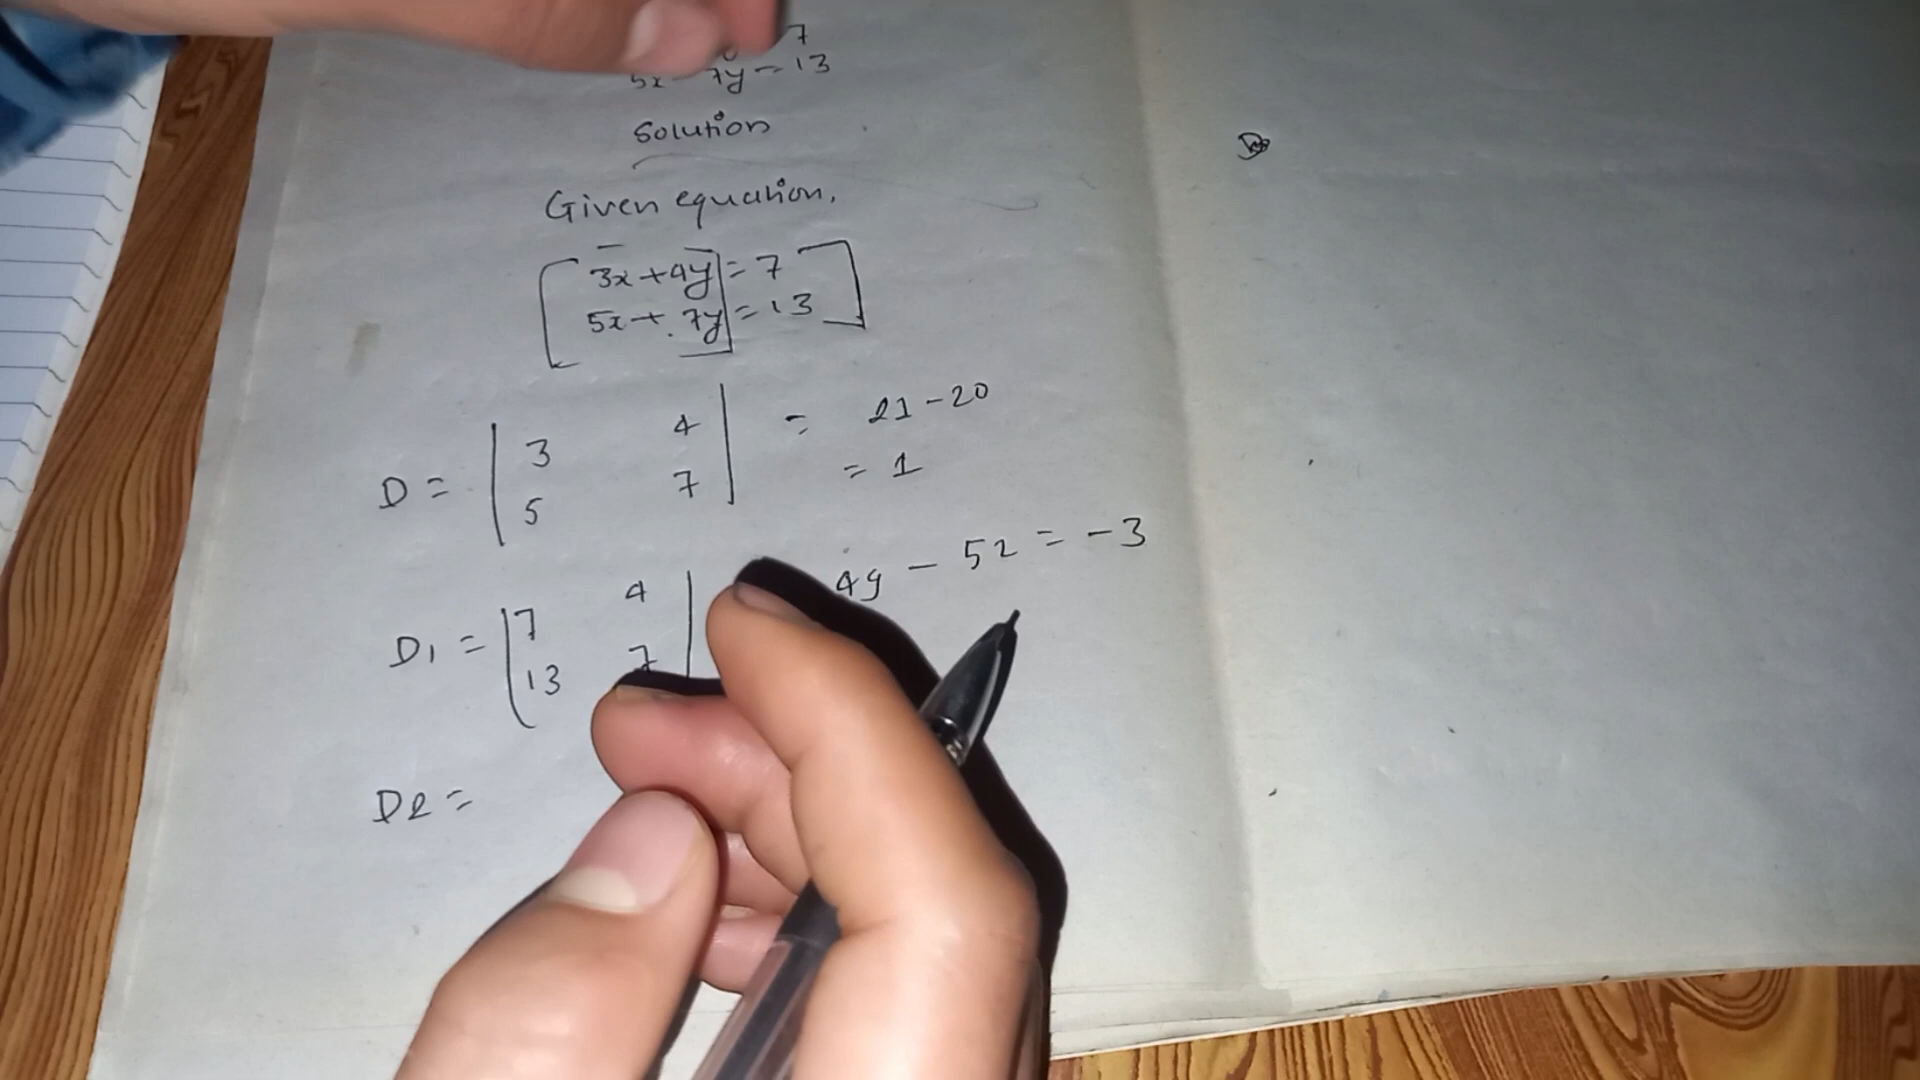 7
5x - 7y = 13
Solution
Given equation,
3x + 4y = 7
5x + 7y = 13
D = | 3 4 | = 21 - 20
| 5 7 | = 1
D1 = | 7 4 | 49 - 52 = -3
| 13 7 |
D2 =